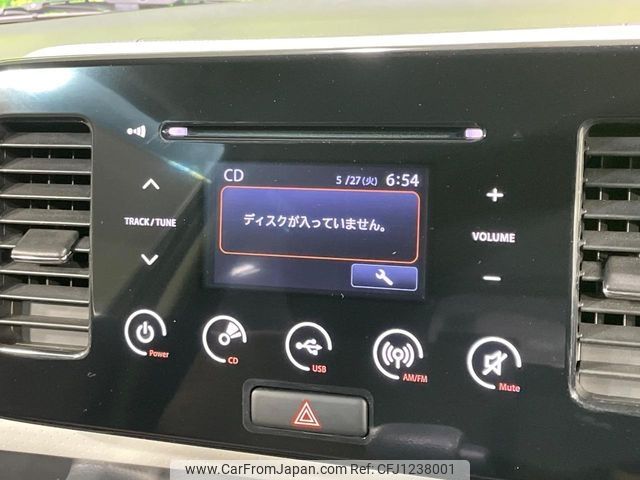 CD 5/27(火) 6:54
TRACK/TUNE
ディスクが入っていません。
VOLUME
Power
CD
USB
AM/FM
Mute
www.CarFromJapan.com - CFJ1238001